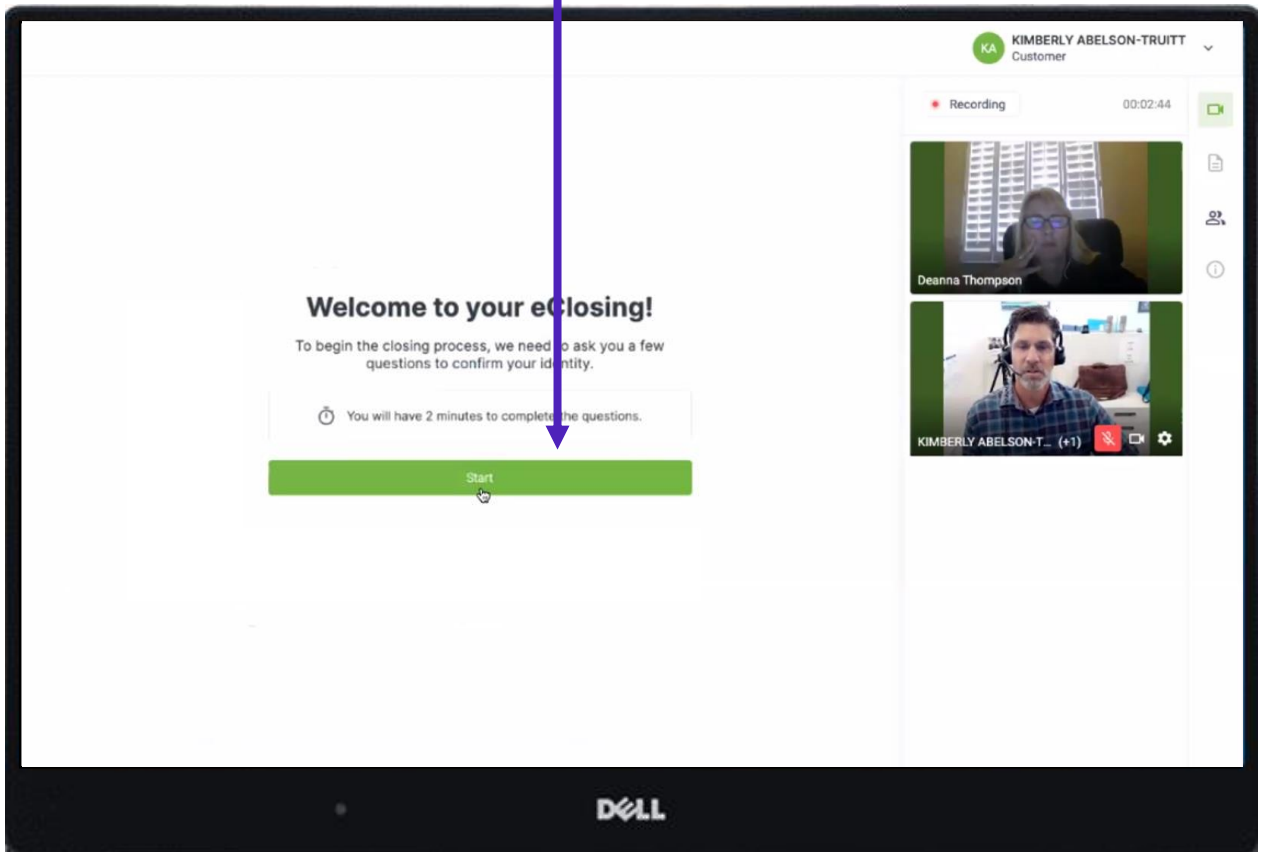 KA
KIMBERLY ABELSON-TRUITT
Customer
Recording
00:02:44
Deanna Thompson
Welcome to your eClosing!
To begin the closing process, we need to ask you a few
questions to confirm your identity.
You will have 2 minutes to complete the questions.
Start
KIMBERLY ABELSON-T... (+1)
DELL